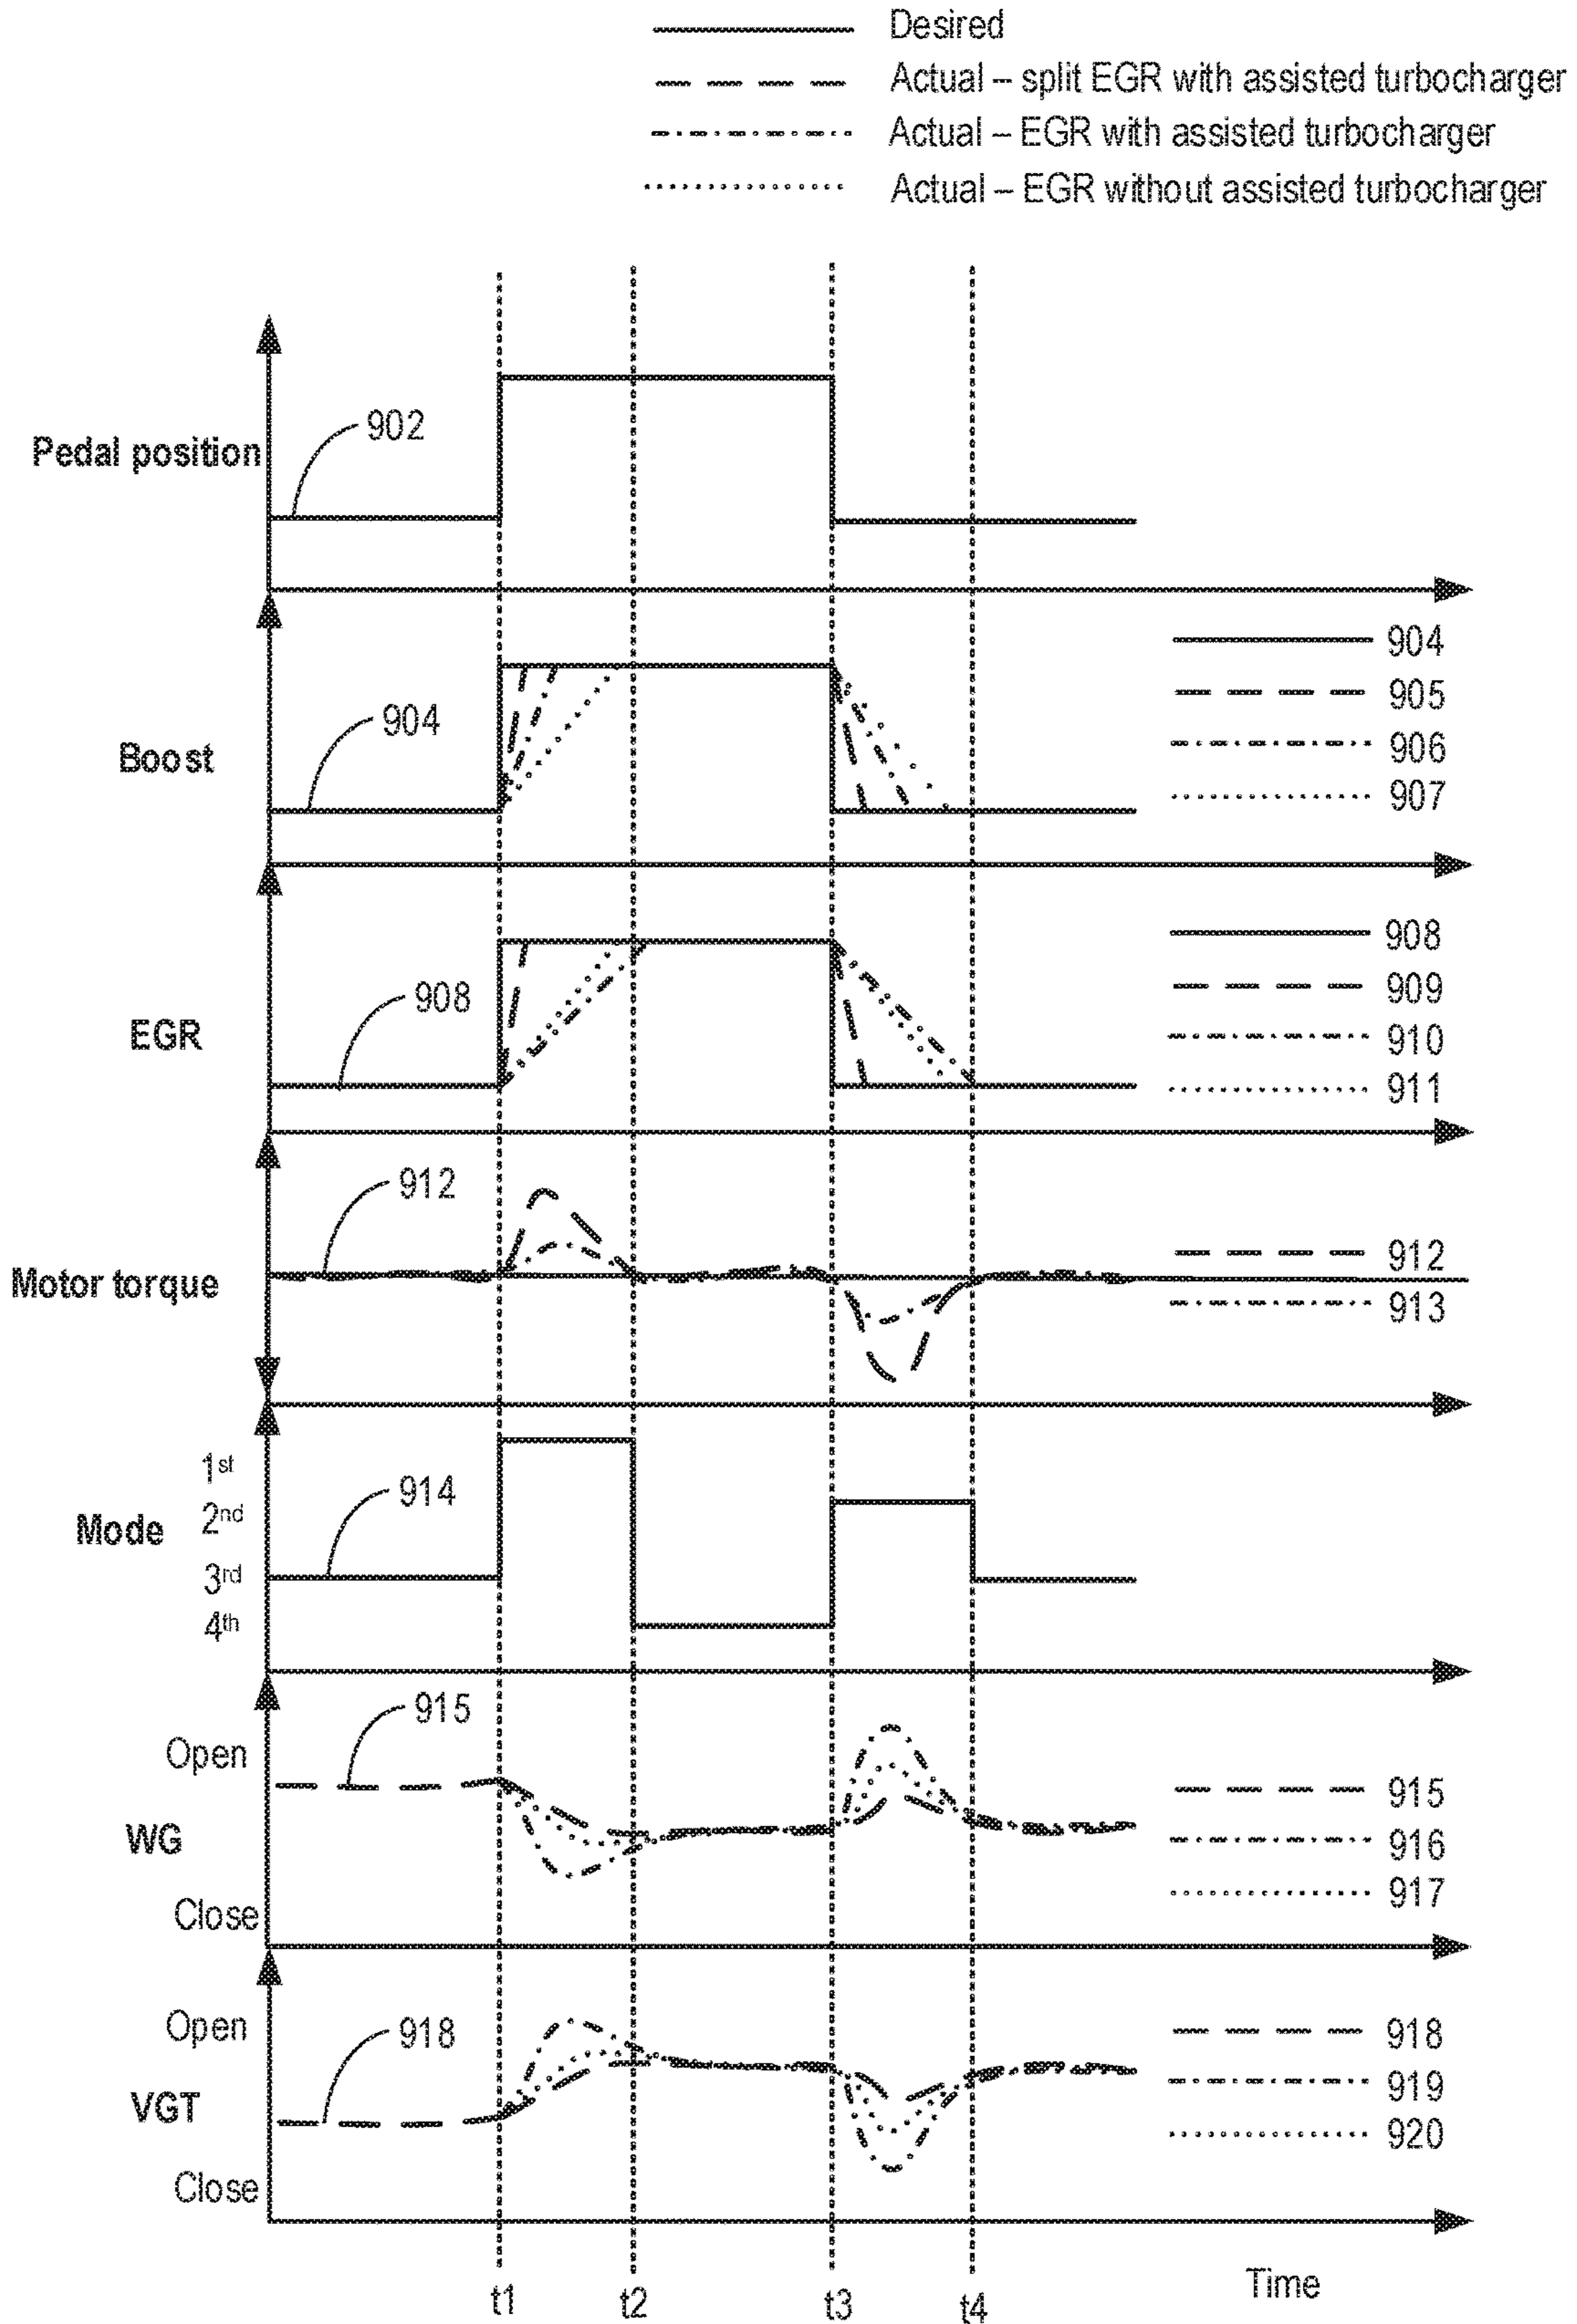 Desired
Actual – split EGR with assisted turbocharger
Actual – EGR with assisted turbocharger
Actual – EGR without assisted turbocharger
Pedal position
902
Boost
904
904
905
906
907
EGR
908
908
909
910
911
Motor torque
912
912
913
Mode
1st
2nd
3rd
4th
914
Open
WG
Close
915
915
916
917
Open
VGT
Close
918
918
919
920
t1
t2
t3
t4
Time